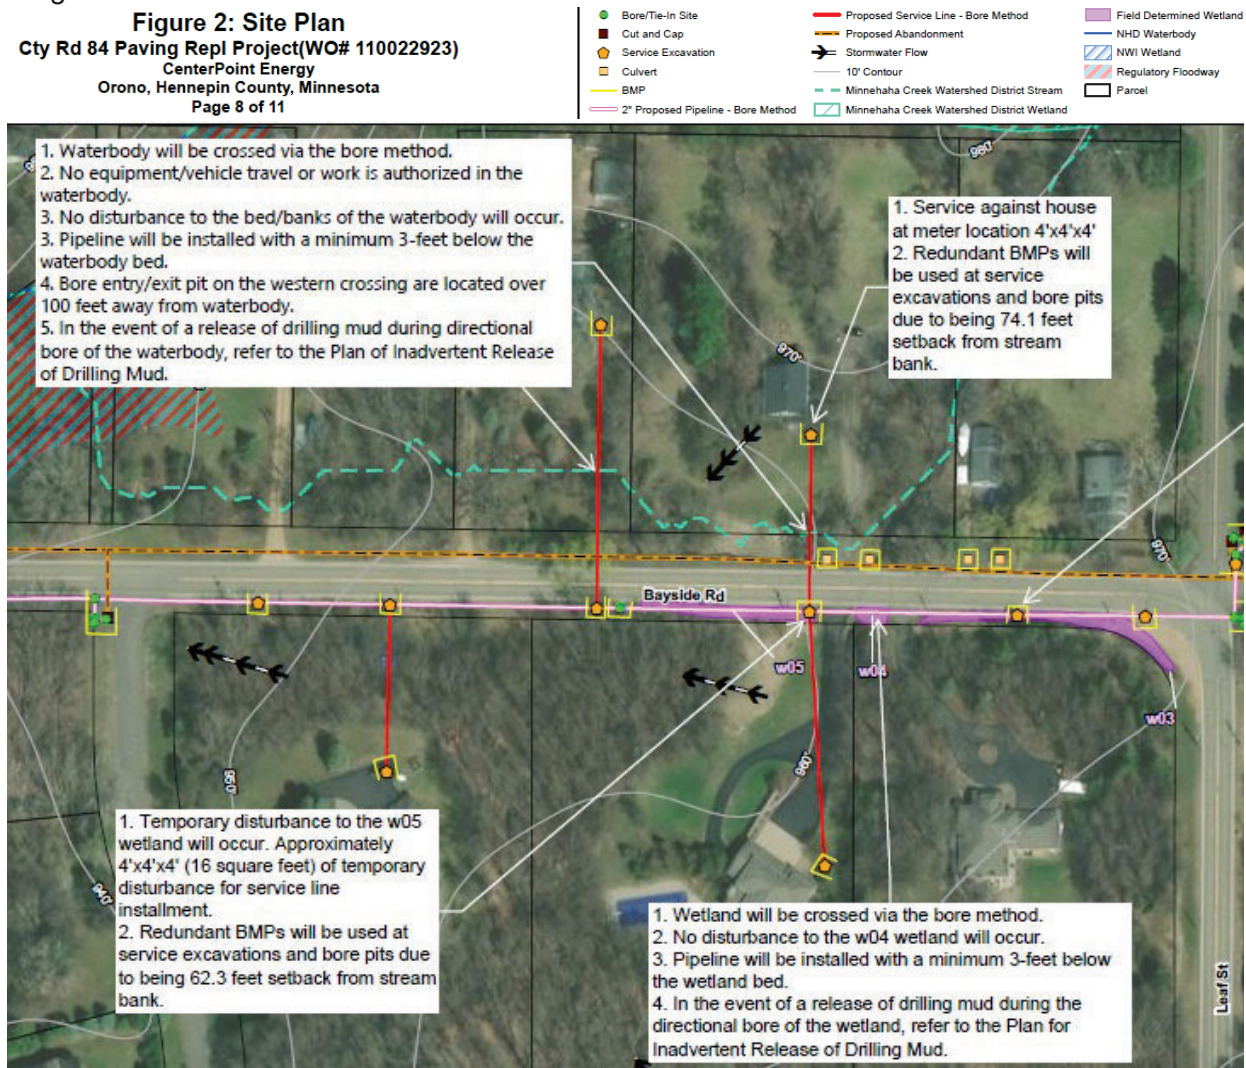 Figure 2: Site Plan
Cty Rd 84 Paving Repl Project(WO# 110022923)
CenterPoint Energy
Orono, Hennepin County, Minnesota
Page 8 of 11
Bore/Tie-In Site
Cut and Cap
Service Excavation
Culvert
BMP
2" Proposed Pipeline - Bore Method
Proposed Service Line - Bore Method
Proposed Abandonment
Stormwater Flow
10' Contour
Minnehaha Creek Watershed District Stream
Minnehaha Creek Watershed District Wetland
Field Determined Wetland
NHD Waterbody
NWI Wetland
Regulatory Floodway
Parcel
1. Waterbody will be crossed via the bore method.
2. No equipment/vehicle travel or work is authorized in the
waterbody.
3. No disturbance to the bed/banks of the waterbody will occur.
3. Pipeline will be installed with a minimum 3-feet below the
waterbody bed.
4. Bore entry/exit pit on the western crossing are located over
100 feet away from waterbody.
5. In the event of a release of drilling mud during directional
bore of the waterbody, refer to the Plan of Inadvertent Release
of Drilling Mud.
980'
1. Service against house
at meter location 4'x4'x4'
2. Redundant BMPs will
be used at service
excavations and bore pits
due to being 74.1 feet
setback from stream
bank.
970'
970'
Bayside Rd
w05
w04
w03
960'
950'
940'
1. Temporary disturbance to the w05
wetland will occur. Approximately
4'x4'x4' (16 square feet) of temporary
disturbance for service line
installment.
2. Redundant BMPs will be used at
service excavations and bore pits due
to being 62.3 feet setback from stream
bank.
1. Wetland will be crossed via the bore method.
2. No disturbance to the w04 wetland will occur.
3. Pipeline will be installed with a minimum 3-feet below
the wetland bed.
4. In the event of a release of drilling mud during the
directional bore of the wetland, refer to the Plan for
Inadvertent Release of Drilling Mud.
Leaf St